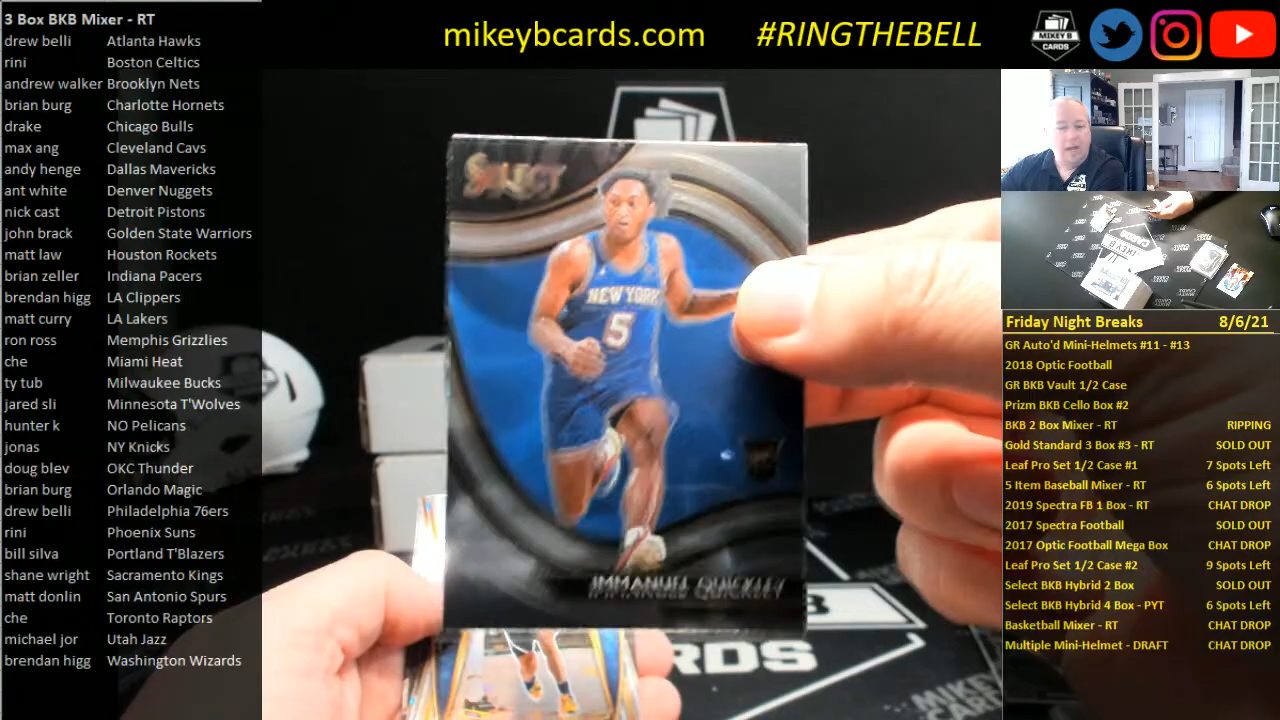 3 Box BKB Mixer - RT
drew belli Atlanta Hawks
rini Boston Celtics
andrew walker Brooklyn Nets
brian burg Charlotte Hornets
drake Chicago Bulls
max ang Cleveland Cavs
andy henge Dallas Mavericks
ant white Denver Nuggets
nick cast Detroit Pistons
john brack Golden State Warriors
matt law Houston Rockets
brian zeller Indiana Pacers
brendan higg LA Clippers
matt curry LA Lakers
ron ross Memphis Grizzlies
che Miami Heat
ty tub Milwaukee Bucks
jared sli Minnesota T'Wolves
hunter k NO Pelicans
jonas NY Knicks
doug blev OKC Thunder
brian burg Orlando Magic
drew belli Philadelphia 76ers
rini Phoenix Suns
bill silva Portland T'Blazers
shane wright Sacramento Kings
matt donlin San Antonio Spurs
che Toronto Raptors
michael jor Utah Jazz
brendan higg Washington Wizards
mikeybcards.com #RINGTHEBELL
MIKEY B
CARDS
SELECT
NEW YORK
5
IMMANUEL QUICKLEY
RDS
MIKEY
Friday Night Breaks 8/6/21
GR Auto'd Mini-Helmets #11 - #13
2018 Optic Football
GR BKB Vault 1/2 Case
Prizm BKB Cello Box #2
BKB 2 Box Mixer - RT RIPPING
Gold Standard 3 Box #3 - RT SOLD OUT
Leaf Pro Set 1/2 Case #1 7 Spots Left
5 Item Baseball Mixer - RT 6 Spots Left
2019 Spectra FB 1 Box - RT CHAT DROP
2017 Spectra Football SOLD OUT
2017 Optic Football Mega Box CHAT DROP
Leaf Pro Set 1/2 Case #2 9 Spots Left
Select BKB Hybrid 2 Box SOLD OUT
Select BKB Hybrid 4 Box - PYT 6 Spots Left
Basketball Mixer - RT CHAT DROP
Multiple Mini-Helmet - DRAFT CHAT DROP